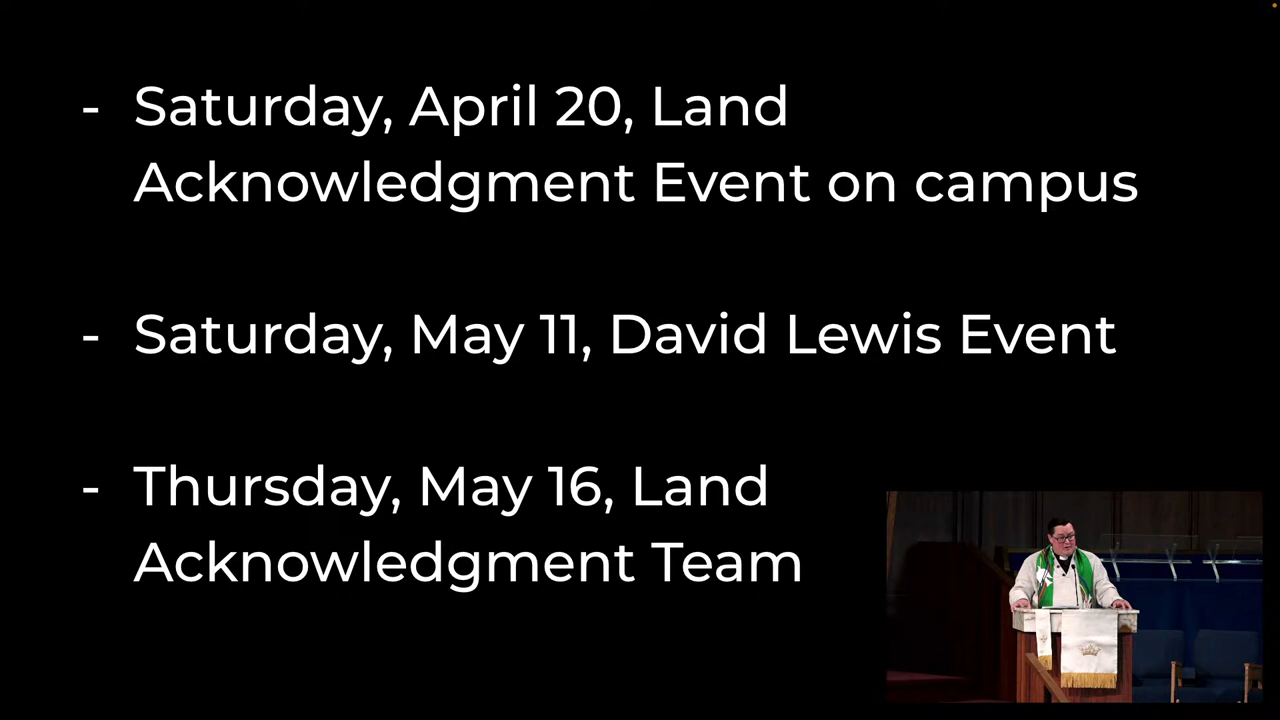 - Saturday, April 20, Land
Acknowledgment Event on campus
- Saturday, May 11, David Lewis Event
- Thursday, May 16, Land
Acknowledgment Team